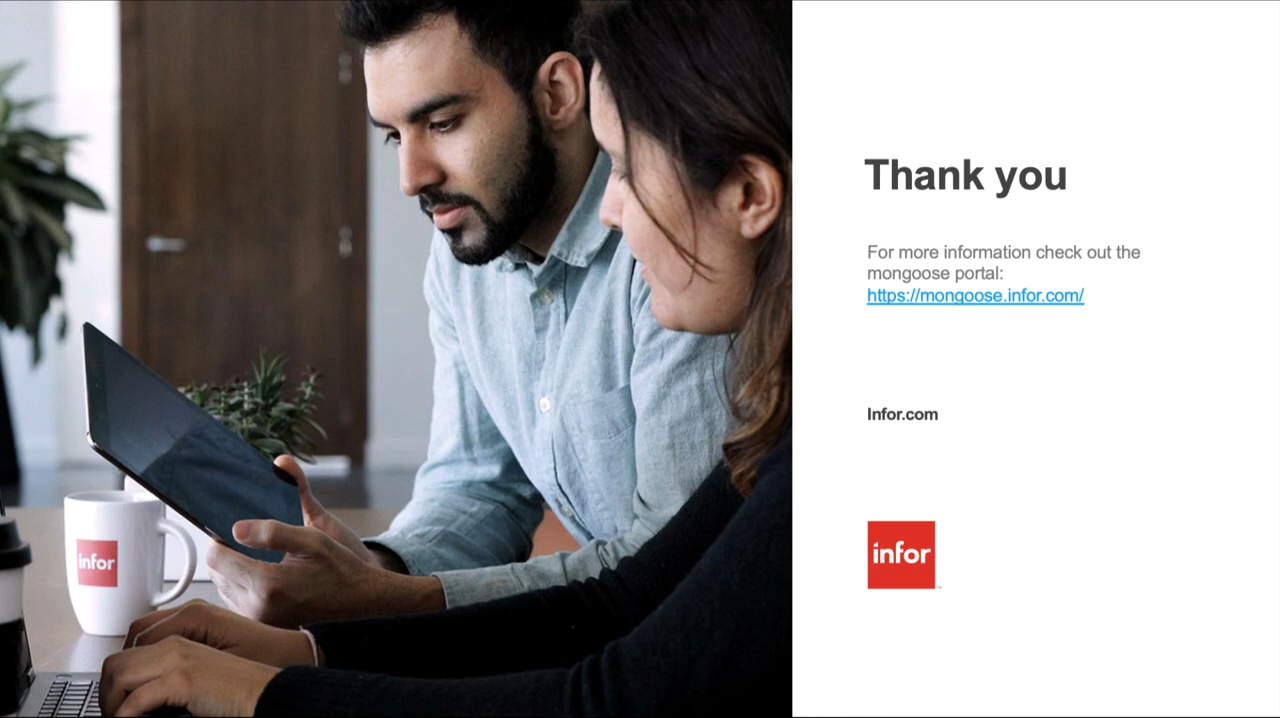 Thank you
For more information check out the
mongoose portal:
https://mongoose.infor.com/
Infor.com
infor
infor